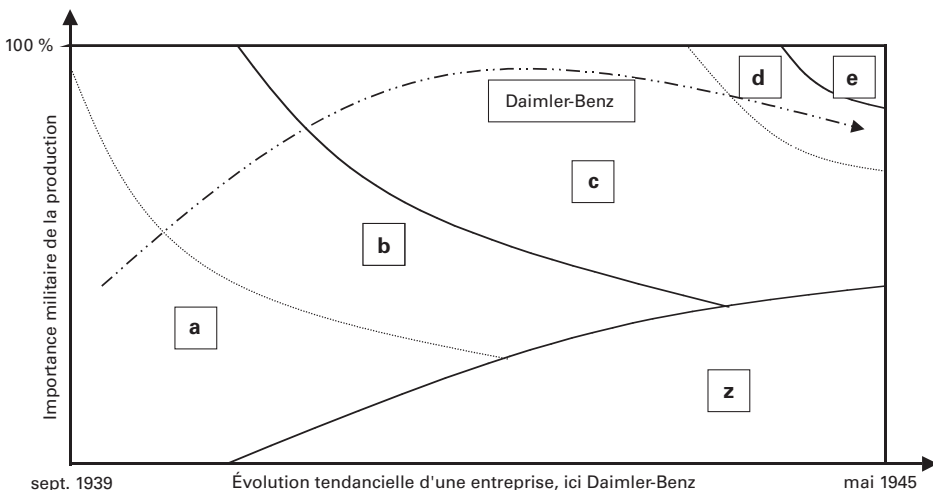 100 %
d
e
Daimler-Benz
c
b
a
z
Importance militaire de la production
sept. 1939
Évolution tendancielle d'une entreprise, ici Daimler-Benz
mai 1945